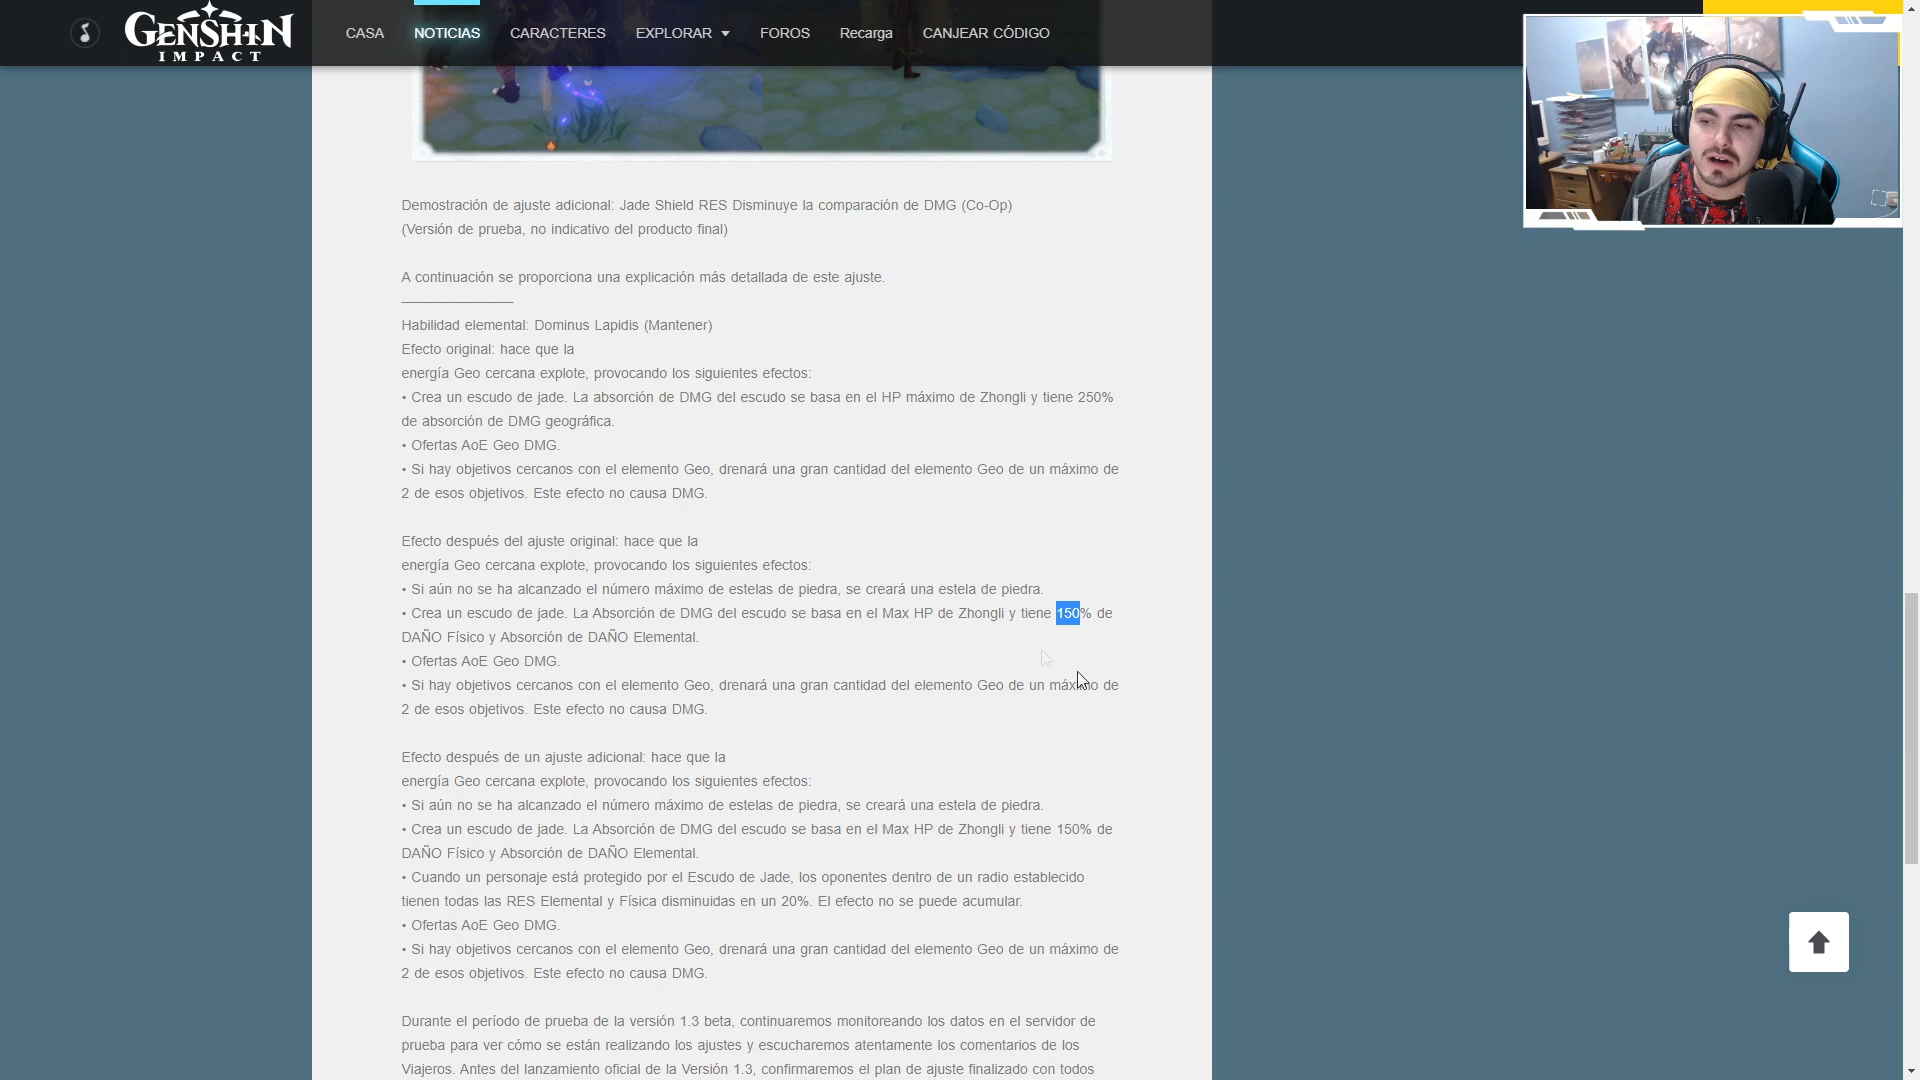 GENSHIN
IMPACT
CASA
NOTICIAS
CARACTERES
EXPLORAR
FOROS
Recarga
CANJEAR CÓDIGO
Demostración de ajuste adicional: Jade Shield RES Disminuye la comparación de DMG (Co-Op)
(Versión de prueba, no indicativo del producto final)
A continuación se proporciona una explicación más detallada de este ajuste.
————————
Habilidad elemental: Dominus Lapidis (Mantener)
Efecto original: hace que la
energía Geo cercana explote, provocando los siguientes efectos:
• Crea un escudo de jade. La absorción de DMG del escudo se basa en el HP máximo de Zhongli y tiene 250%
de absorción de DMG geográfica.
• Ofertas AoE Geo DMG.
• Si hay objetivos cercanos con el elemento Geo, drenará una gran cantidad del elemento Geo de un máximo de
2 de esos objetivos. Este efecto no causa DMG.
Efecto después del ajuste original: hace que la
energía Geo cercana explote, provocando los siguientes efectos:
• Si aún no se ha alcanzado el número máximo de estelas de piedra, se creará una estela de piedra.
• Crea un escudo de jade. La Absorción de DMG del escudo se basa en el Max HP de Zhongli y tiene 150% de
DAÑO Físico y Absorción de DAÑO Elemental.
• Ofertas AoE Geo DMG.
• Si hay objetivos cercanos con el elemento Geo, drenará una gran cantidad del elemento Geo de un máximo de
2 de esos objetivos. Este efecto no causa DMG.
Efecto después de un ajuste adicional: hace que la
energía Geo cercana explote, provocando los siguientes efectos:
• Si aún no se ha alcanzado el número máximo de estelas de piedra, se creará una estela de piedra.
• Crea un escudo de jade. La Absorción de DMG del escudo se basa en el Max HP de Zhongli y tiene 150% de
DAÑO Físico y Absorción de DAÑO Elemental.
• Cuando un personaje está protegido por el Escudo de Jade, los oponentes dentro de un radio establecido
tienen todas las RES Elemental y Física disminuidas en un 20%. El efecto no se puede acumular.
• Ofertas AoE Geo DMG.
• Si hay objetivos cercanos con el elemento Geo, drenará una gran cantidad del elemento Geo de un máximo de
2 de esos objetivos. Este efecto no causa DMG.
Durante el período de prueba de la versión 1.3 beta, continuaremos monitoreando los datos en el servidor de
prueba para ver cómo se están realizando los ajustes y escucharemos atentamente los comentarios de los
Viajeros. Antes del lanzamiento oficial de la Versión 1.3, confirmaremos el plan de ajuste finalizado con todos